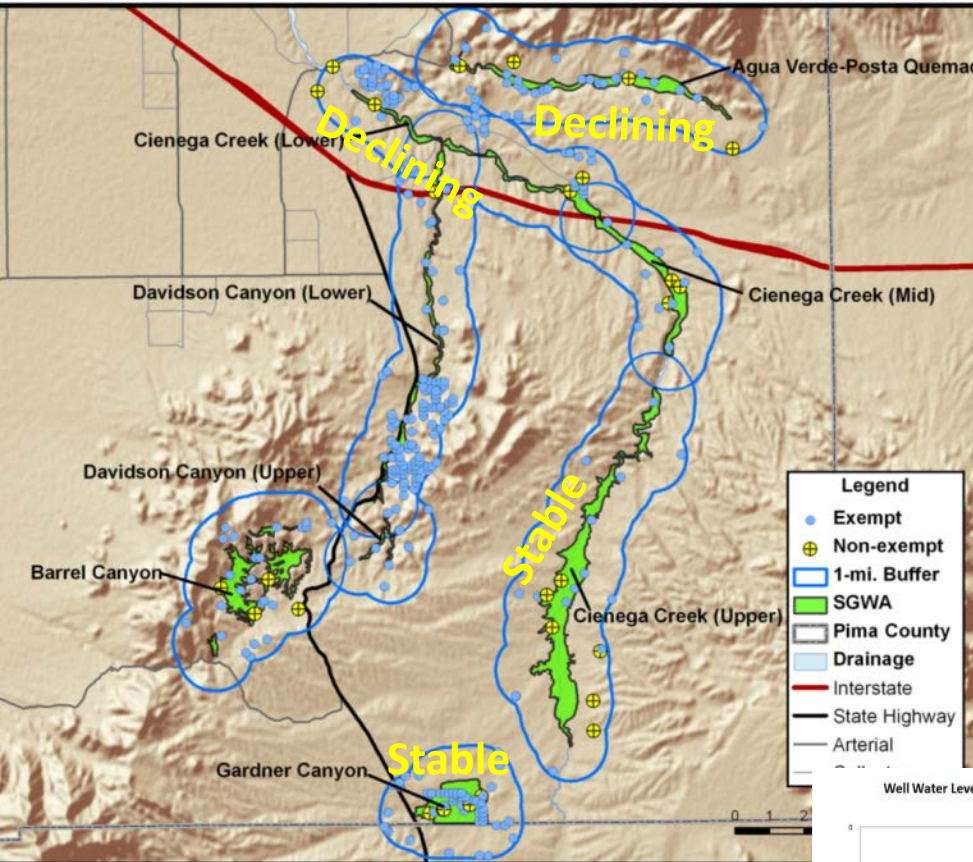 Agua Verde-Posta Quemad
Declining
Cienega Creek (Lower)
Declining
Davidson Canyon (Lower)
Cienega Creek (Mid)
Davidson Canyon (Upper)
Stable
Barrel Canyon
Cienega Creek (Upper)
Stable
Gardner Canyon
Legend
Exempt
Non-exempt
1-mi. Buffer
SGWA
Pima County
Drainage
Interstate
State Highway
Arterial
0 1 2
Well Water Leve
0